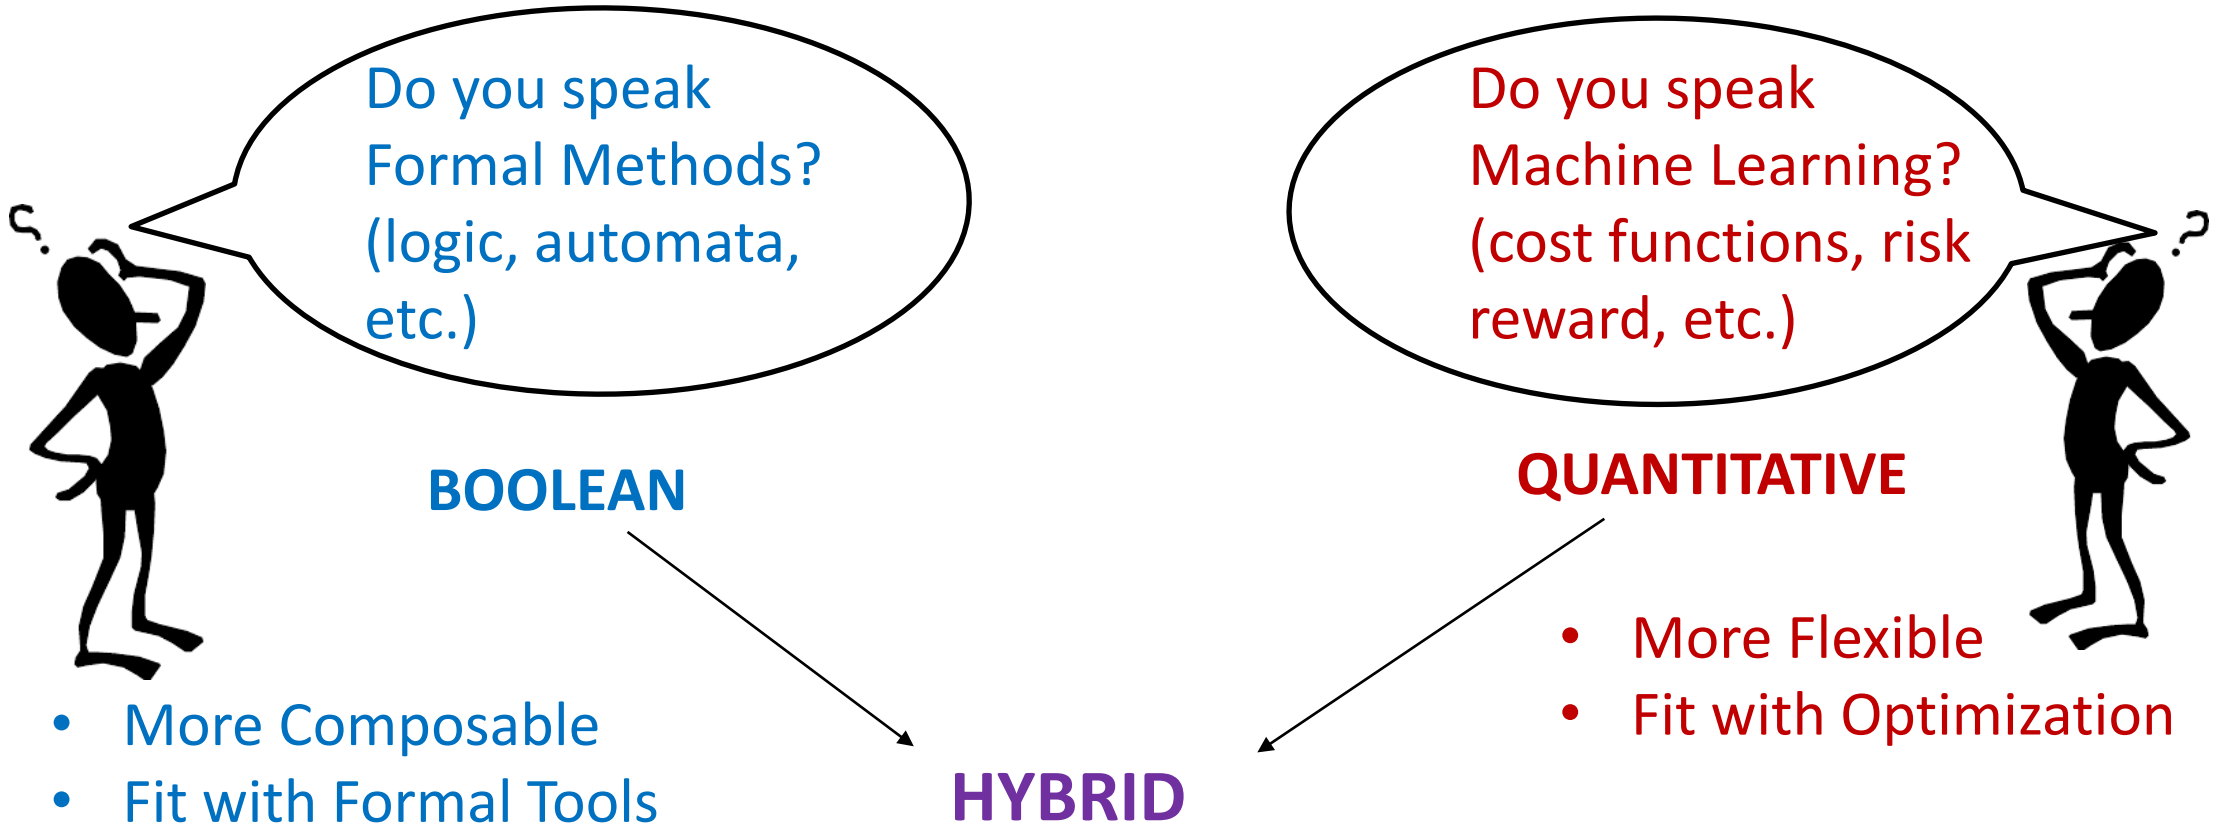 Do you speak
Formal Methods?
(logic, automata,
etc.)
Do you speak
Machine Learning?
(cost functions, risk
reward, etc.)
?
?
BOOLEAN
QUANTITATIVE
• More Flexible
• Fit with Optimization
• More Composable
• Fit with Formal Tools
HYBRID